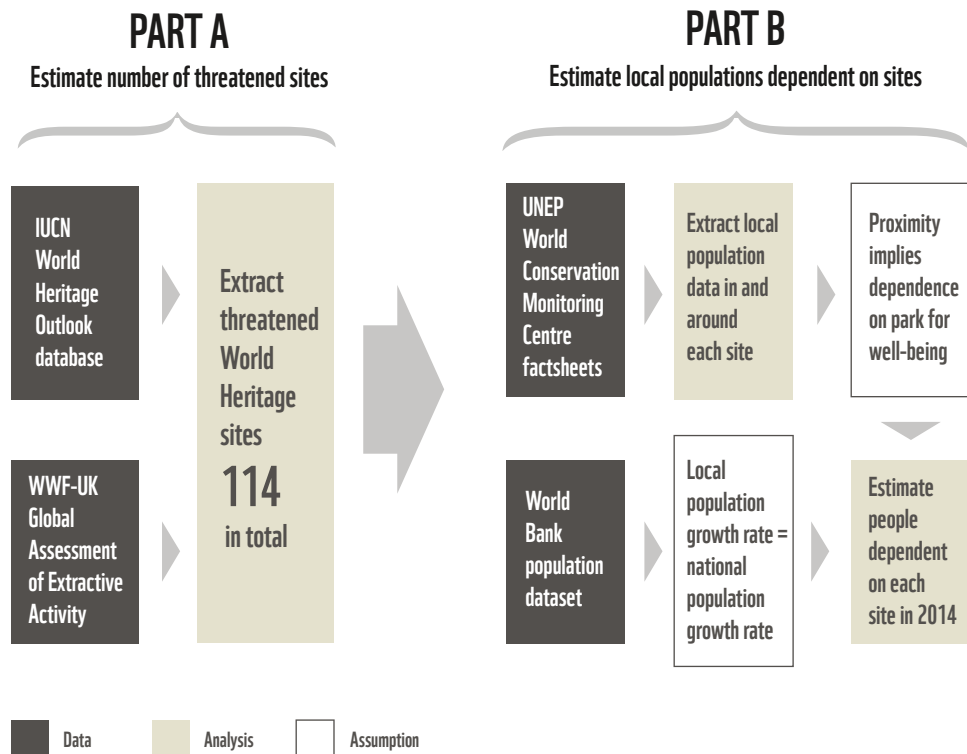 PART A
Estimate number of threatened sites
IUCN
World
Heritage
Outlook
database
WWF-UK
Global
Assessment
of Extractive
Activity
Extract
threatened
World
Heritage
sites
114
in total
PART B
Estimate local populations dependent on sites
UNEP
World
Conservation
Monitoring
Centre
factsheets
Extract local
population
data in and
around
each site
Proximity
implies
dependence
on park for
well-being
World
Bank
population
dataset
Local
population
growth rate =
national
population
growth rate
Estimate
people
dependent
on each
site in 2014
Data
Analysis
Assumption